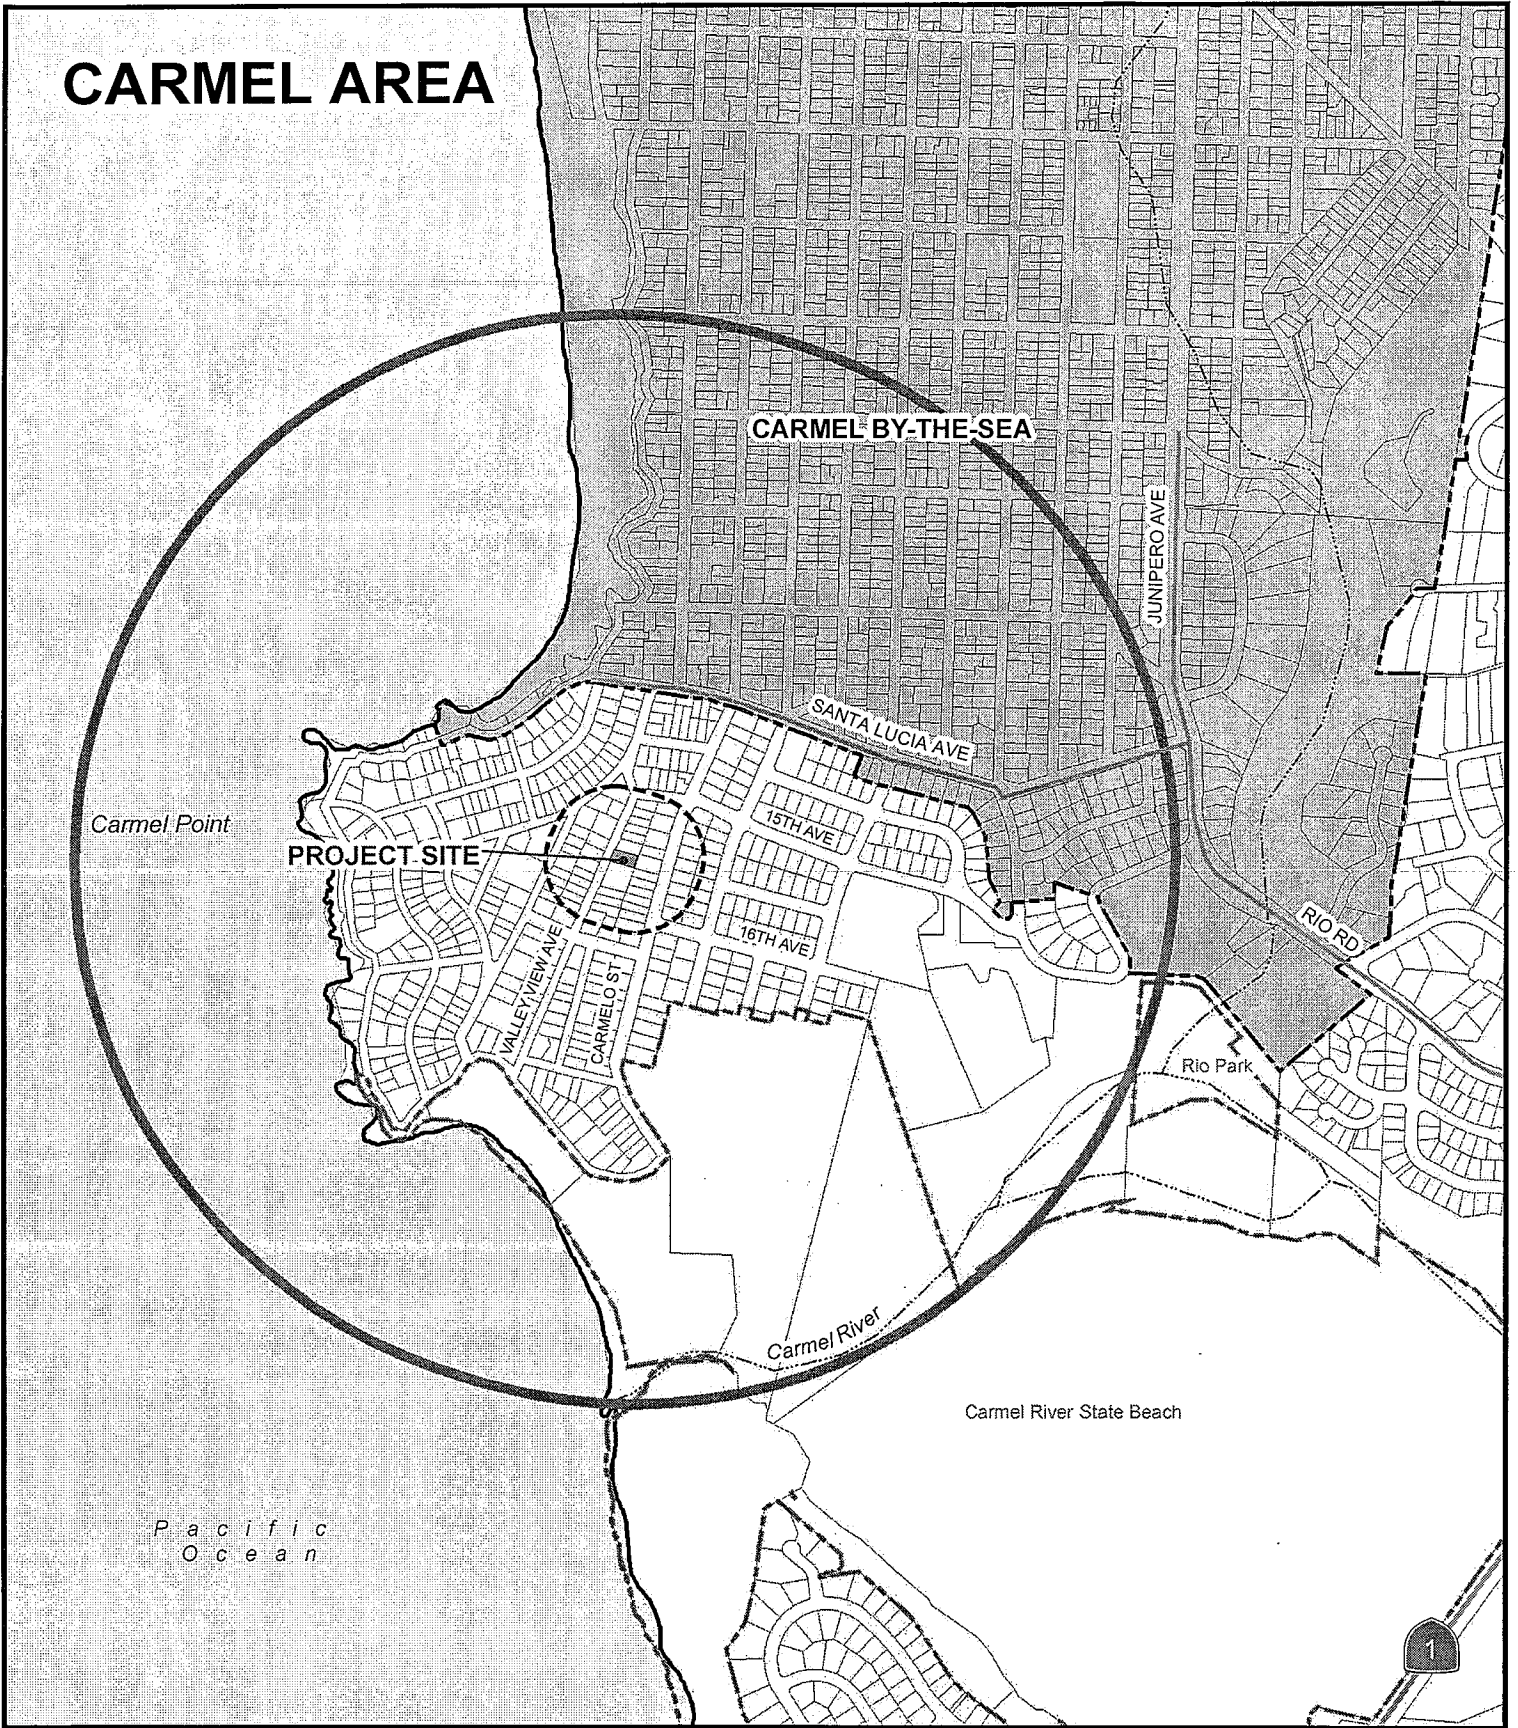 CARMEL AREA
CARMEL BY-THE-SEA
JUNIPERO AVE
SANTA LUCIA AVE
Carmel Point
15TH AVE
PROJECT SITE
RIO RD
16TH AVE
VALLEY VIEW AVE
CARMELO ST
Rio Park
Carmel River
Carmel River State Beach
Pacific
Ocean
1